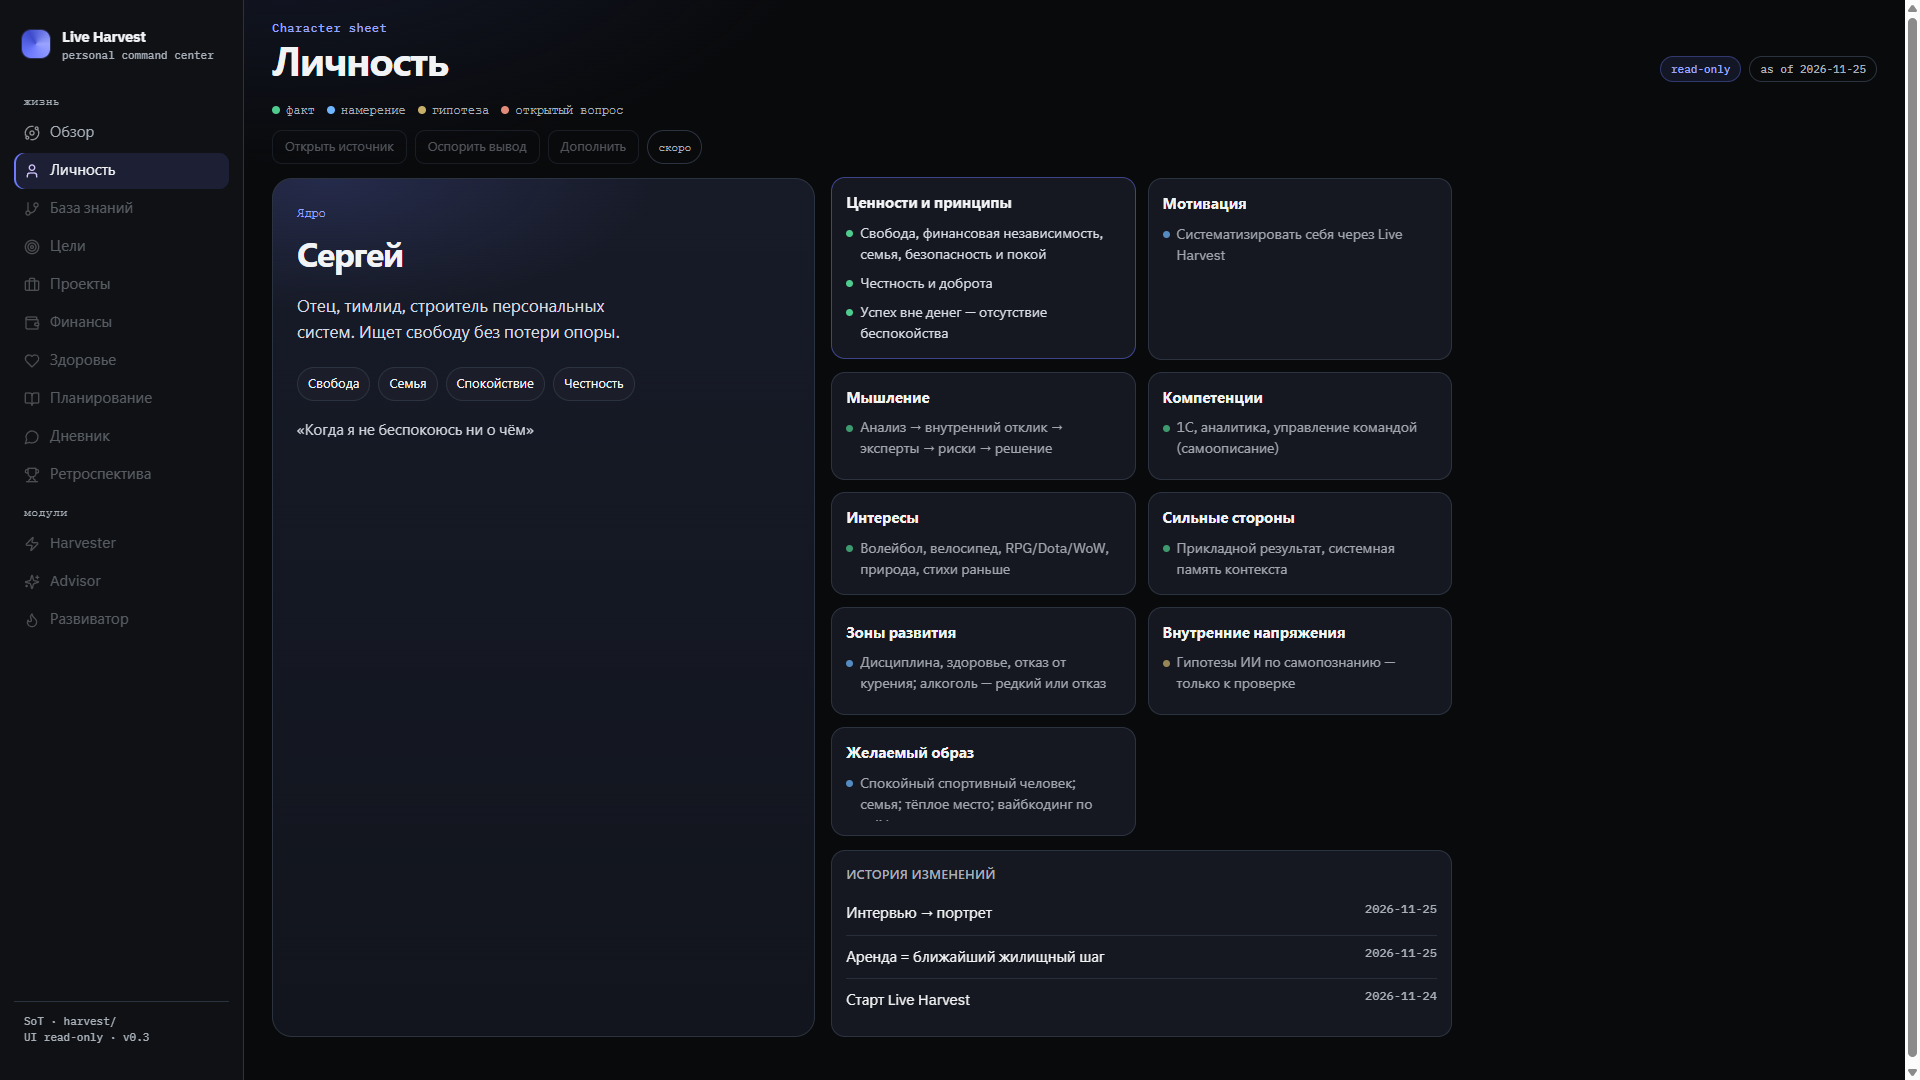 Live Harvest
personal command center
жизнь
Обзор
Личность
База знаний
Цели
Проекты
Финансы
Здоровье
Планирование
Дневник
Ретроспектива
модули
Harvester
Advisor
Развиватор
SoT · harvest/
UI read-only · v0.3
Character sheet
Личность
read-only
as of 2026-11-25
факт
намерение
гипотеза
открытый вопрос
Открыть источник
Оспорить вывод
Дополнить
скоро
Ядро
Сергей
Отец, тимлид, строитель персональных
систем. Ищет свободу без потери опоры.
Свобода
Семья
Спокойствие
Честность
«Когда я не беспокоюсь ни о чём»
Ценности и принципы
Свобода, финансовая независимость,
семья, безопасность и покой
Честность и доброта
Успех вне денег — отсутствие
беспокойства
Мотивация
Систематизировать себя через Live
Harvest
Мышление
Анализ → внутренний отклик →
эксперты → риски → решение
Компетенции
1С, аналитика, управление командой
(самоописание)
Интересы
Волейбол, велосипед, RPG/Dota/WoW,
природа, стихи раньше
Сильные стороны
Прикладной результат, системная
память контекста
Зоны развития
Дисциплина, здоровье, отказ от
курения; алкоголь — редкий или отказ
Внутренние напряжения
Гипотезы ИИ по самопознанию —
только к проверке
Желаемый образ
Спокойный спортивный человек;
семья; тёплое место; вайбкодинг по
ИСТОРИЯ ИЗМЕНЕНИЙ
Интервью → портрет
2026-11-25
Аренда = ближайший жилищный шаг
2026-11-25
Старт Live Harvest
2026-11-24